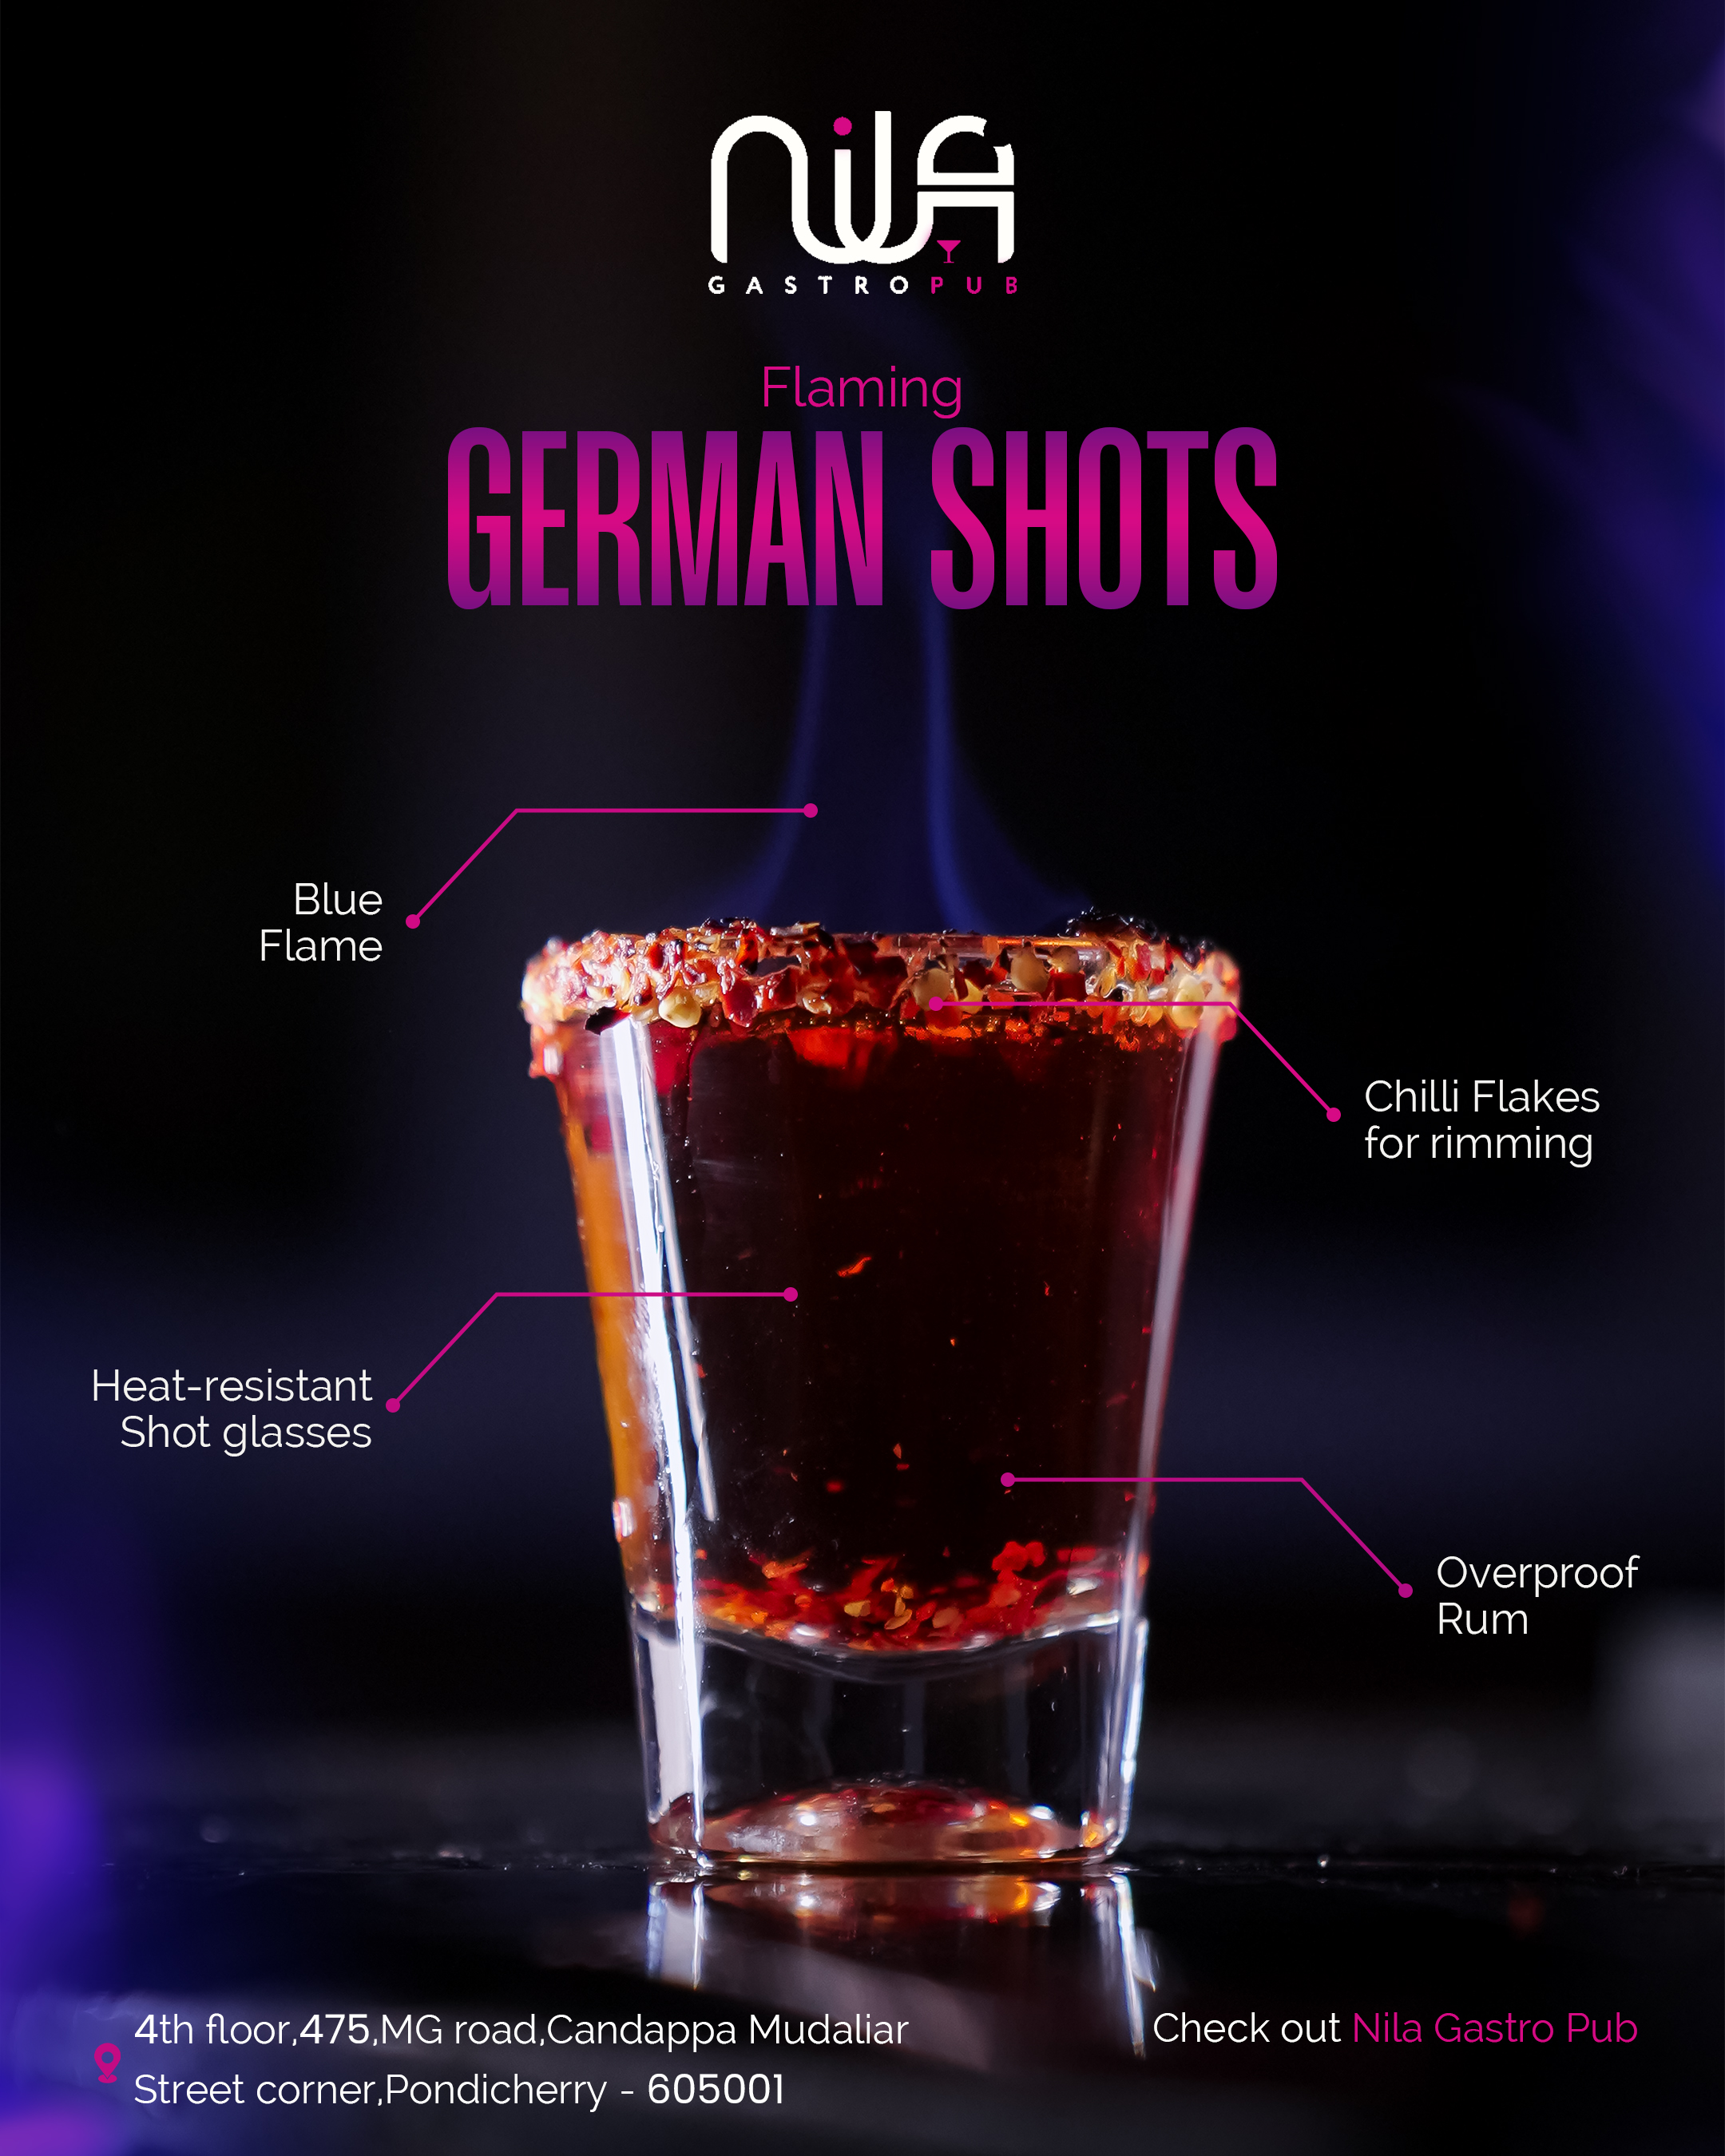 nila
GASTROPUB
Flaming
GERMAN SHOTS
Blue
Flame
Chilli Flakes
for rimming
Heat-resistant
Shot glasses
Overproof
Rum
4th floor,475,MG road,Candappa Mudaliar
Street corner,Pondicherry - 605001
Check out Nila Gastro Pub